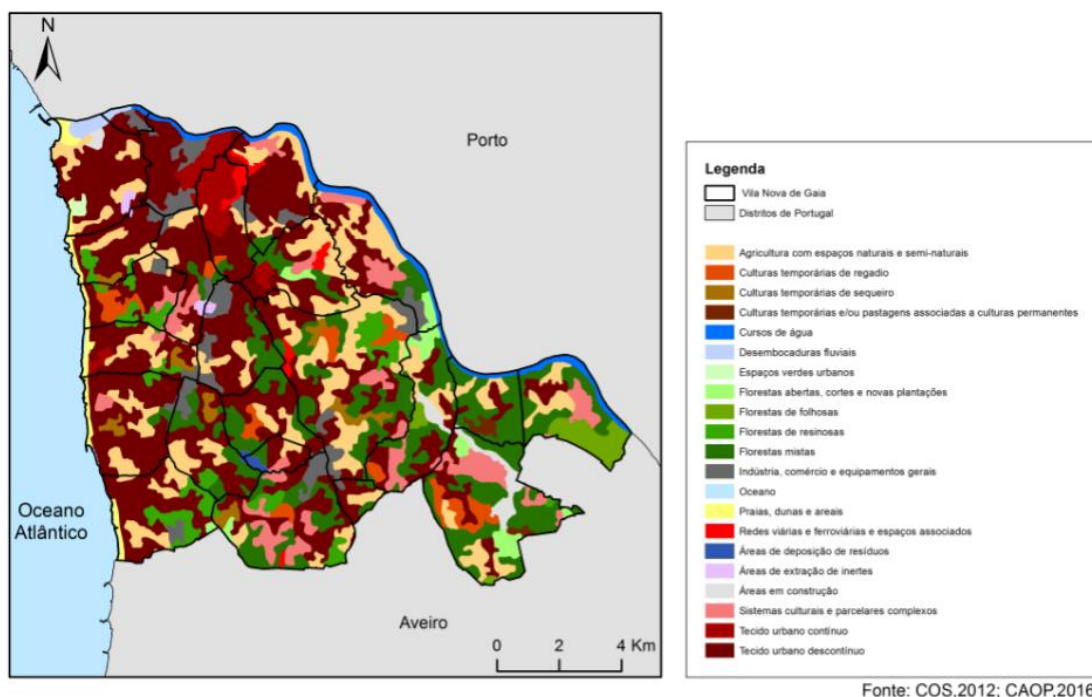 N
Porto
Oceano
Atlântico
Aveiro
0 2 4 Km
Legenda
Vila Nova de Gaia
Distritos de Portugal
Agricultura com espaços naturais e semi-naturais
Culturas temporárias de regadio
Culturas temporárias de sequeiro
Culturas temporárias e/ou pastagens associadas a culturas permanentes
Cursos de água
Desembocaduras fluviais
Espaços verdes urbanos
Florestas abertas, cortes e novas plantações
Florestas de folhosas
Florestas de resinosas
Florestas mistas
Indústria, comércio e equipamentos gerais
Oceano
Praias, dunas e areais
Redes viárias e ferroviárias e espaços associados
Áreas de deposição de resíduos
Áreas de extração de inertes
Áreas em construção
Sistemas culturais e parcelares complexos
Tecido urbano contínuo
Tecido urbano descontínuo
Fonte: COS.2012; CAOP.2016